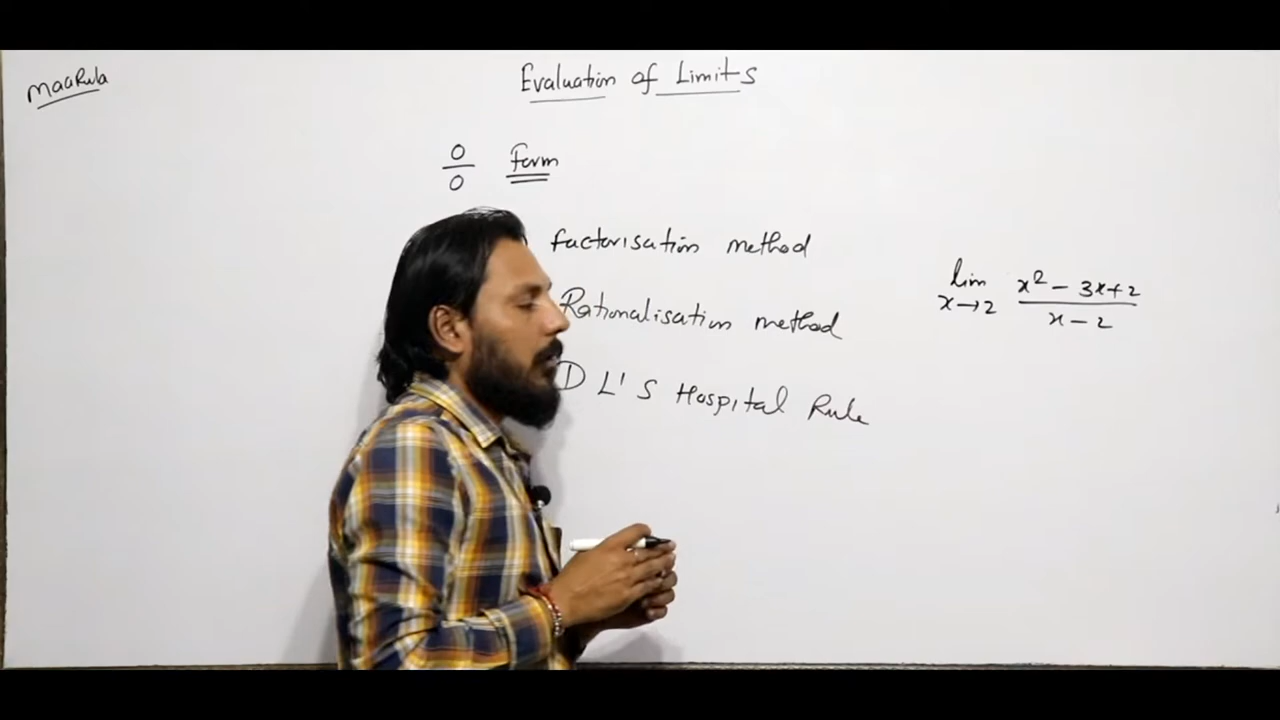 maaRula
Evaluation of Limits
0/0 form
factorisation method
Rationalisation method
D L' S Hospital Rule
lim x→2 x² - 3x+2 / x - 2